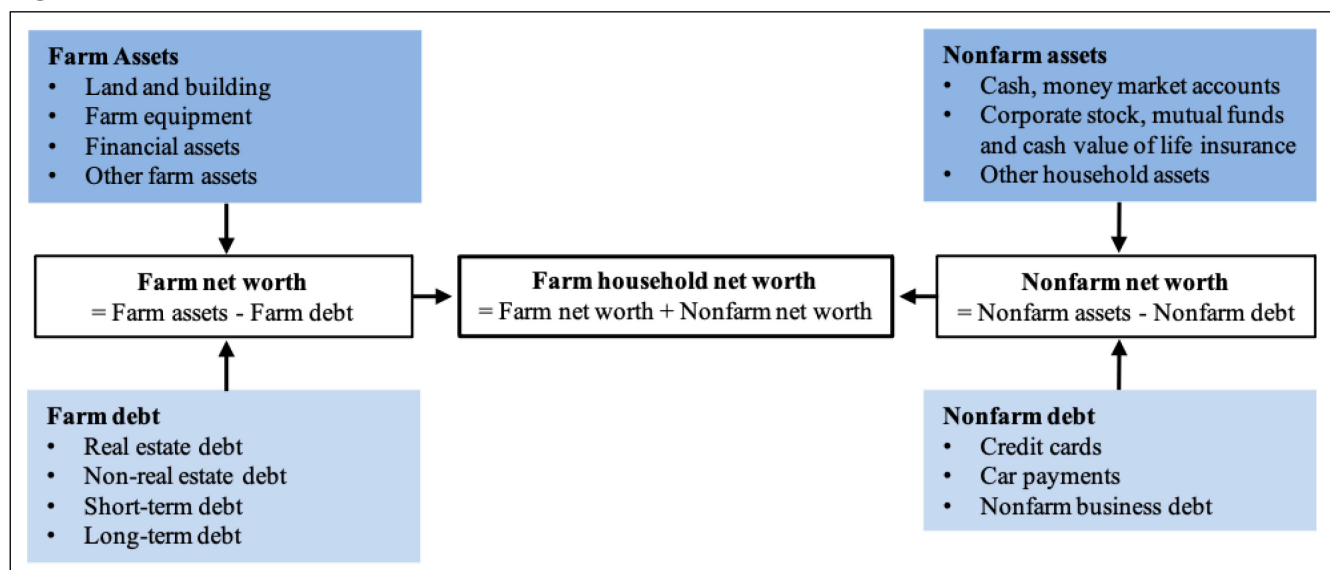 Farm Assets
• Land and building
• Farm equipment
• Financial assets
• Other farm assets
Nonfarm assets
• Cash, money market accounts
• Corporate stock, mutual funds
and cash value of life insurance
• Other household assets
Farm net worth
= Farm assets - Farm debt
Farm household net worth
= Farm net worth + Nonfarm net worth
Nonfarm net worth
= Nonfarm assets - Nonfarm debt
Farm debt
• Real estate debt
• Non-real estate debt
• Short-term debt
• Long-term debt
Nonfarm debt
• Credit cards
• Car payments
• Nonfarm business debt